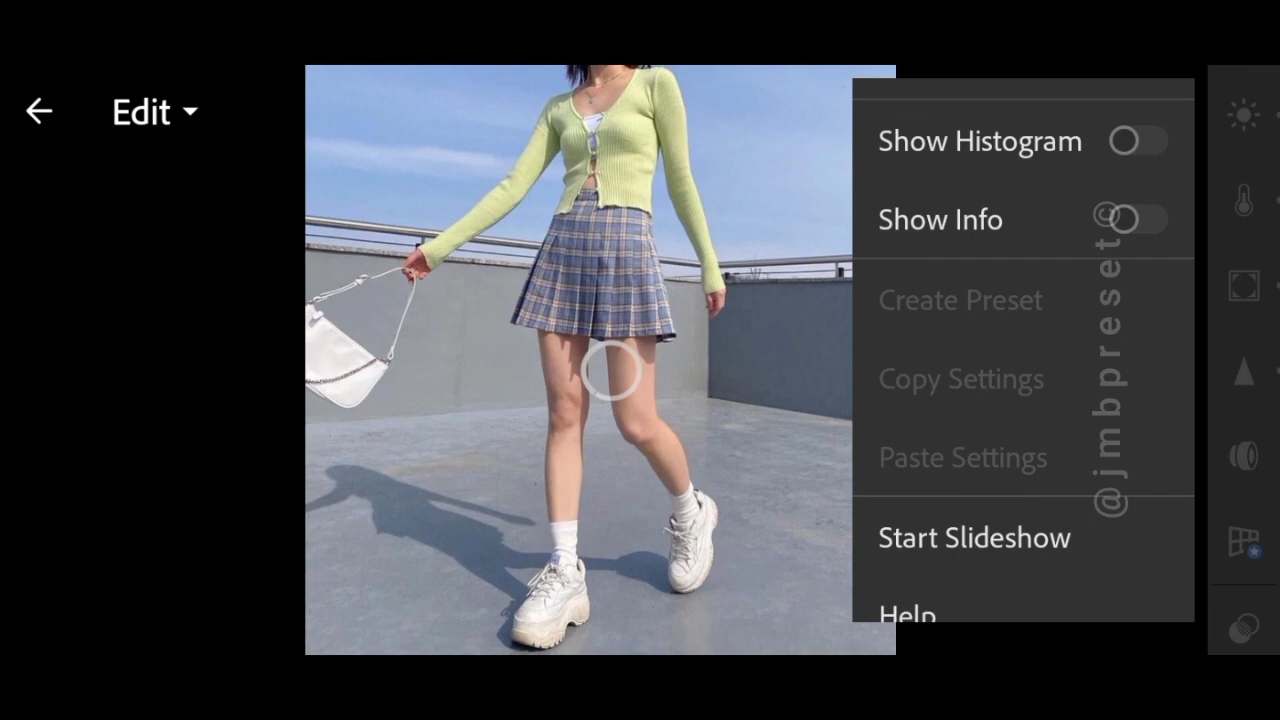 Edit
Show Histogram
Show Info
Create Preset
Copy Settings
Paste Settings
Start Slideshow
Help
@jmbpreset©